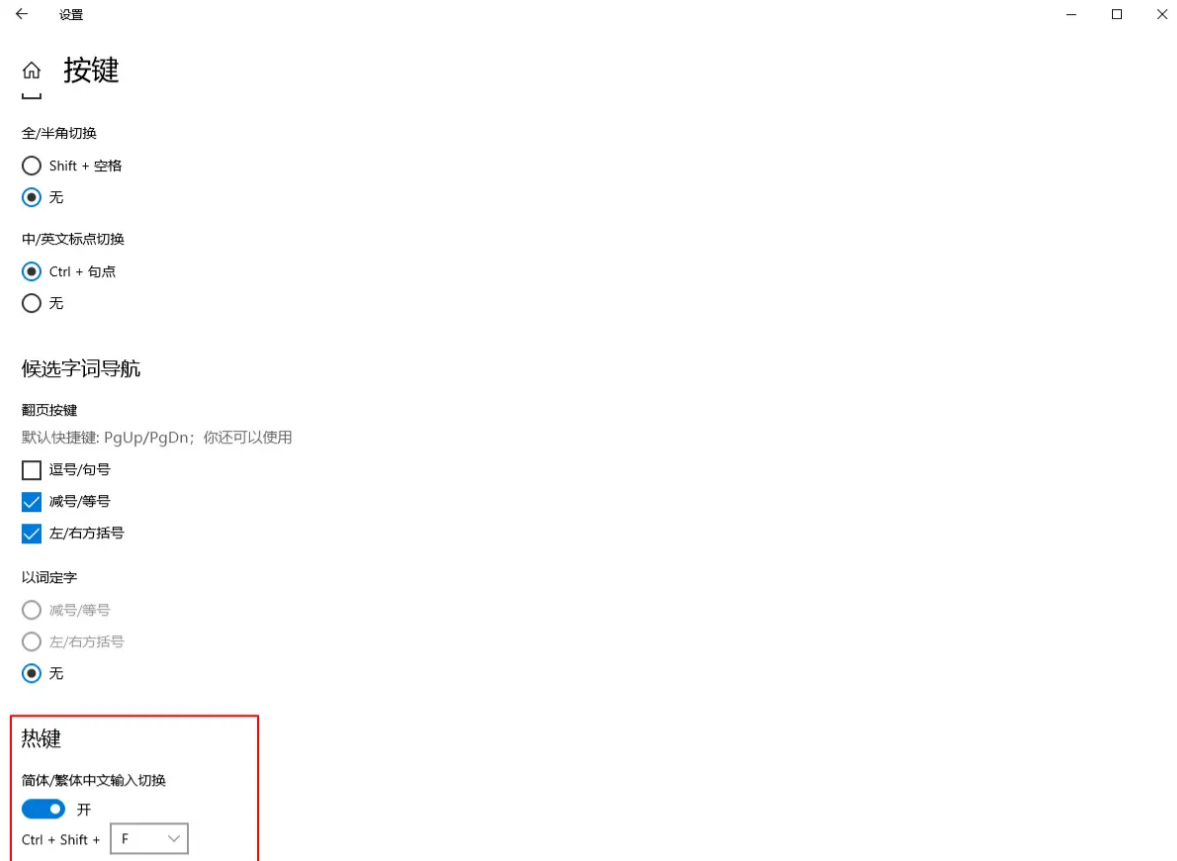 设置
按键
全/半角切换
Shift + 空格
无
中/英文标点切换
Ctrl + 句点
无
候选字词导航
翻页按键
默认快捷键: PgUp/PgDn；你还可以使用
逗号/句号
减号/等号
左/右方括号
以词定字
减号/等号
左/右方括号
无
热键
简体/繁体中文输入切换
开
Ctrl + Shift + F